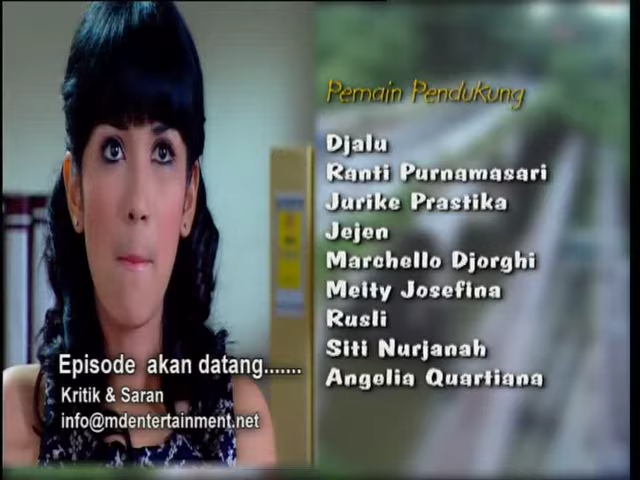 Pemain Pendukung
Djalu
Ranti Purnamasari
Jurike Prastika
Jejen
Marchello Djorghi
Meity Josefina
Rusli
Siti Nurjanah
Angelia Quartiana
Episode akan datang.......
Kritik & Saran
info@mdentertainment.net